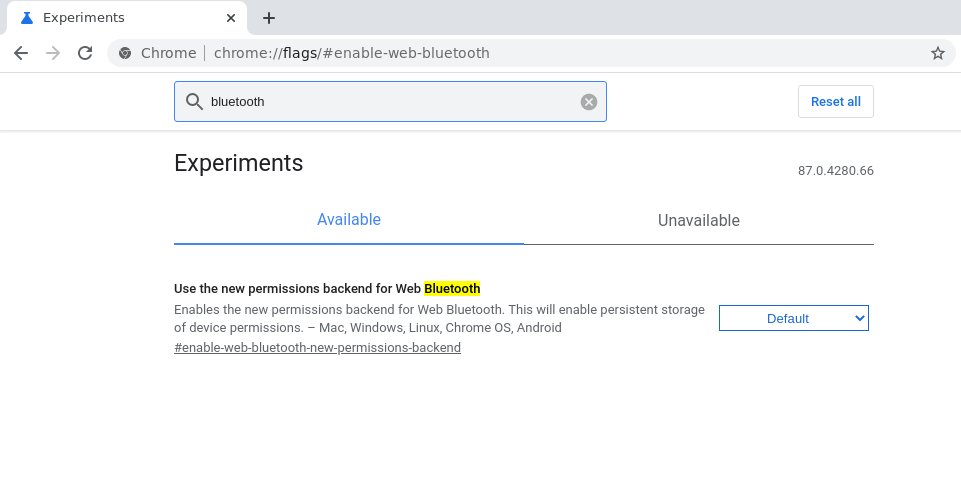 Experiments
Chrome chrome://flags/#enable-web-bluetooth
bluetooth
Reset all
Experiments
87.0.4280.66
Available
Unavailable
Use the new permissions backend for Web Bluetooth
Enables the new permissions backend for Web Bluetooth. This will enable persistent storage
of device permissions. – Mac, Windows, Linux, Chrome OS, Android
#enable-web-bluetooth-new-permissions-backend
Default